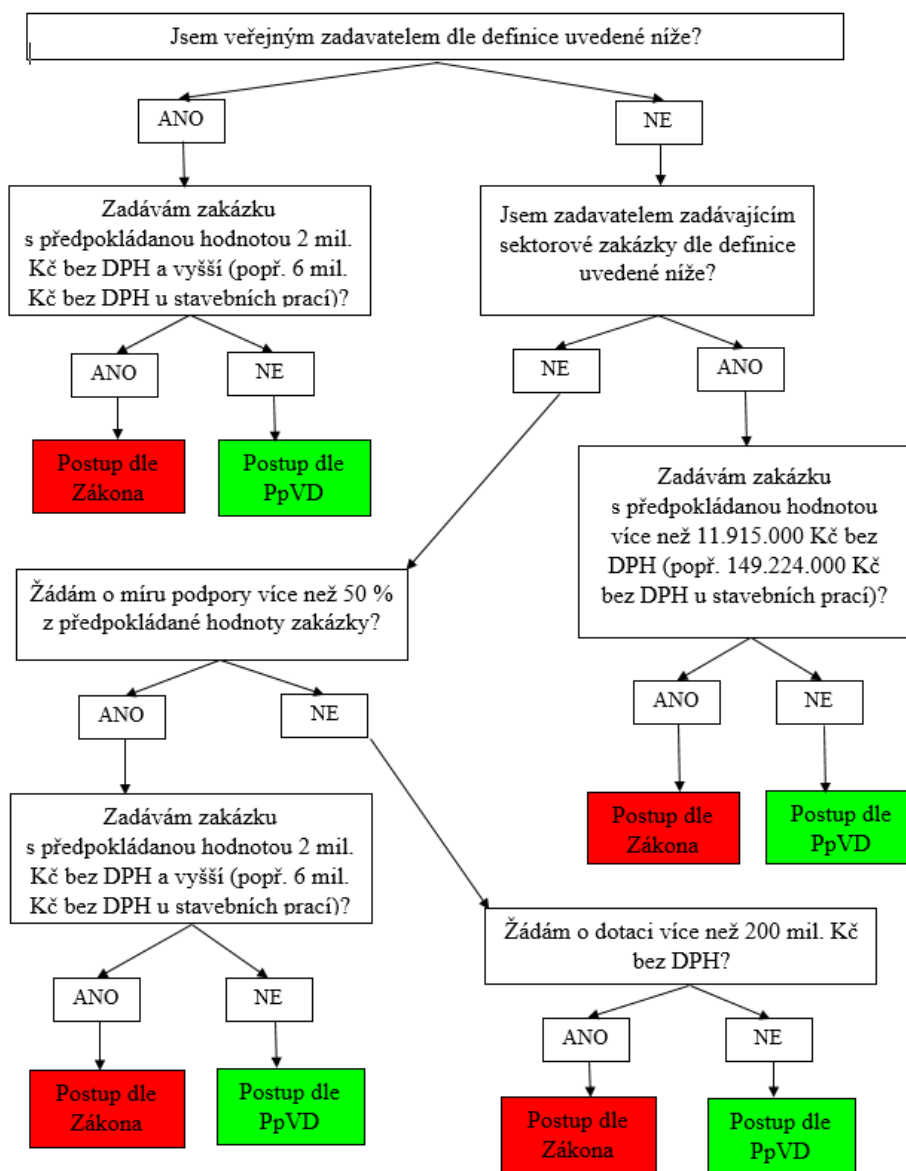 Jsem veřejným zadavatelem dle definice uvedené níže?
ANO
NE
Zadávám zakázku
s předpokládanou hodnotou 2 mil.
Kč bez DPH a vyšší (popř. 6 mil.
Kč bez DPH u stavebních prací)?
Jsem zadavatelem zadávajícím
sektorové zakázky dle definice
uvedené níže?
ANO
NE
NE
ANO
Postup dle
Zákona
Postup dle
PpVD
Zadávám zakázku
s předpokládanou hodnotou
více než 11.915.000 Kč bez
DPH (popř. 149.224.000 Kč
bez DPH u stavebních prací)?
Žádám o míru podpory více než 50 %
z předpokládané hodnoty zakázky?
ANO
NE
ANO
NE
Zadávám zakázku
s předpokládanou hodnotou 2 mil.
Kč bez DPH a vyšší (popř. 6 mil.
Kč bez DPH u stavebních prací)?
Postup dle
Zákona
Postup dle
PpVD
Žádám o dotaci více než 200 mil. Kč
bez DPH?
ANO
NE
ANO
NE
Postup dle
Zákona
Postup dle
PpVD
Postup dle
Zákona
Postup dle
PpVD